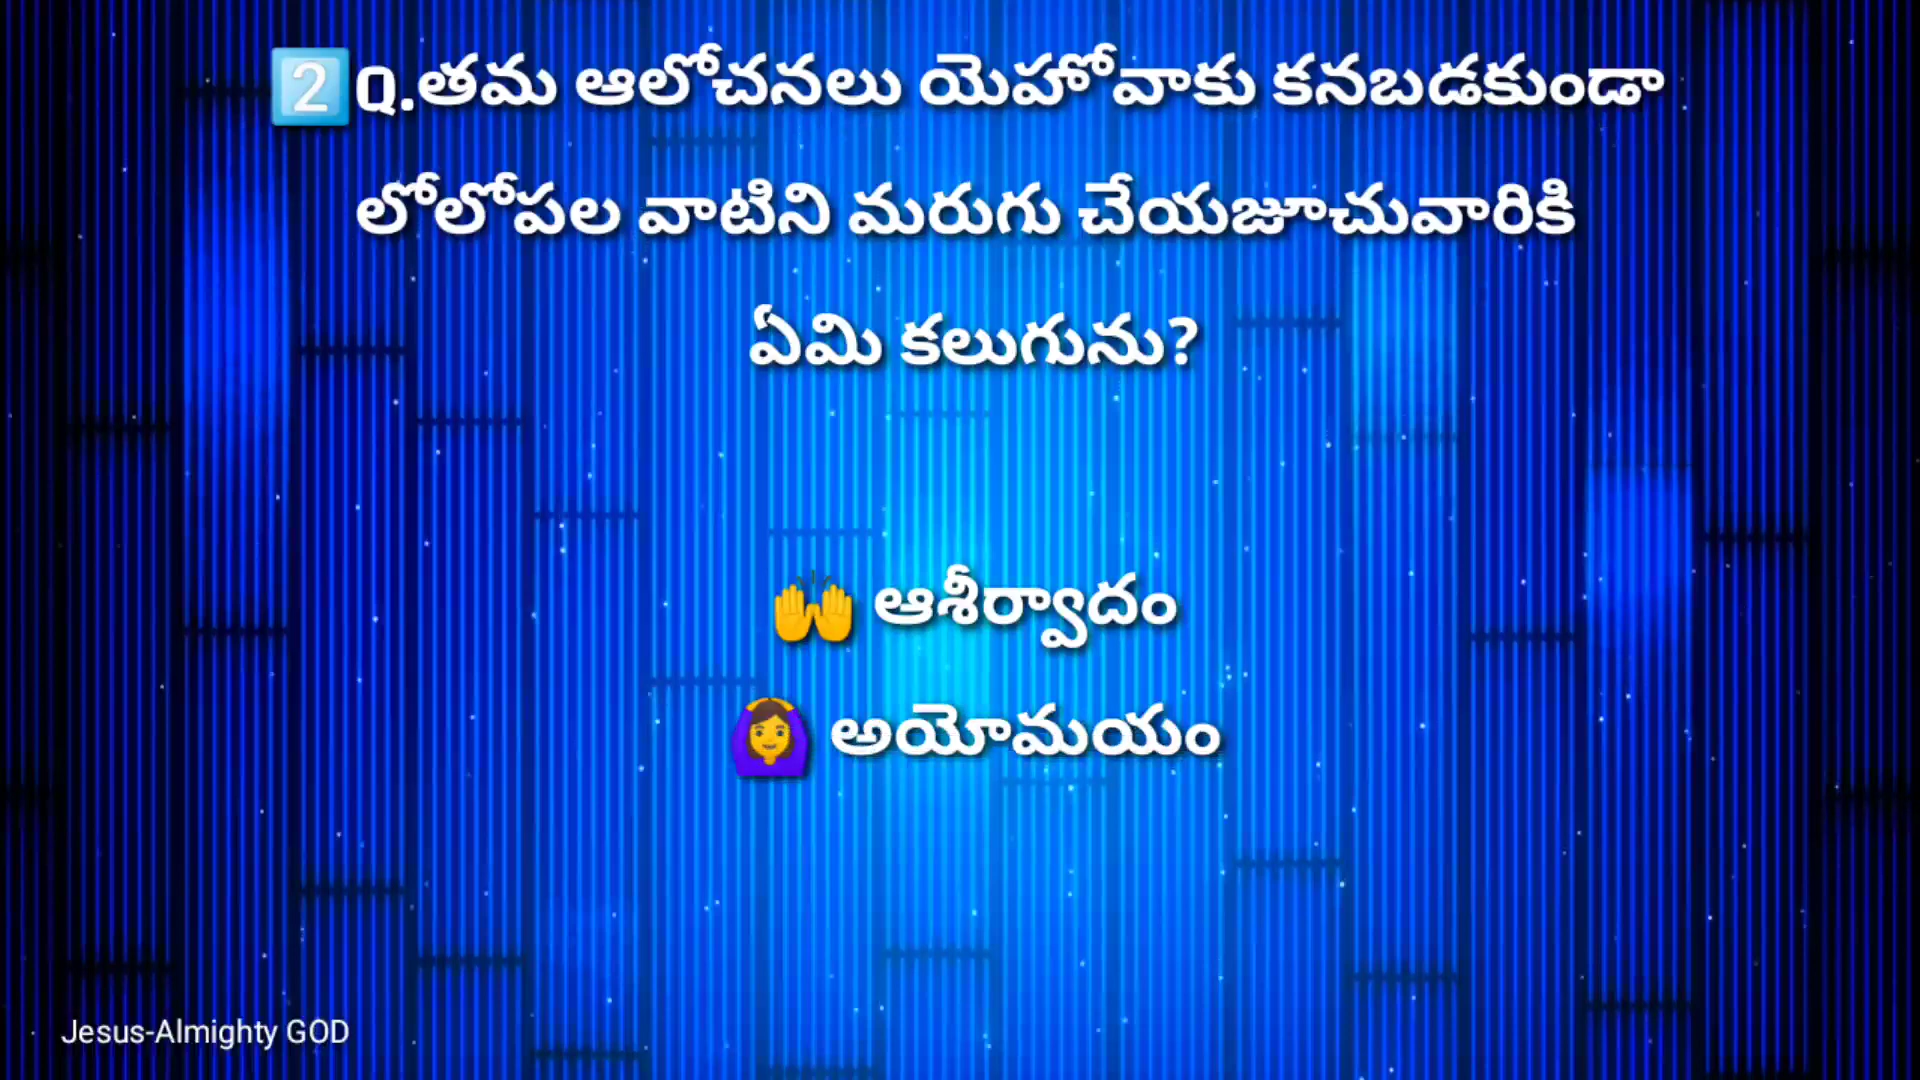 2️⃣Q.తమ ఆలోచనలు యెహోవాకు కనబడకుండా
లోలోపల వాటిని మరుగు చేయజూచువారికి
ఏమి కలుగును?
🙌 ఆశీర్వాదం
🙆‍♀️ అయోమయం
Jesus-Almighty GOD